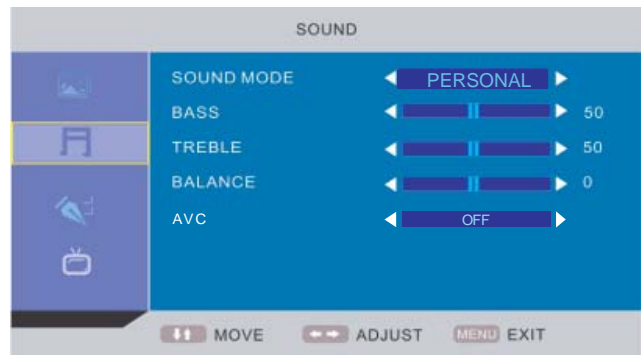 SOUND
SOUND MODE PERSONAL
BASS 50
TREBLE 50
BALANCE 0
AVC OFF
MOVE ADJUST MENU EXIT